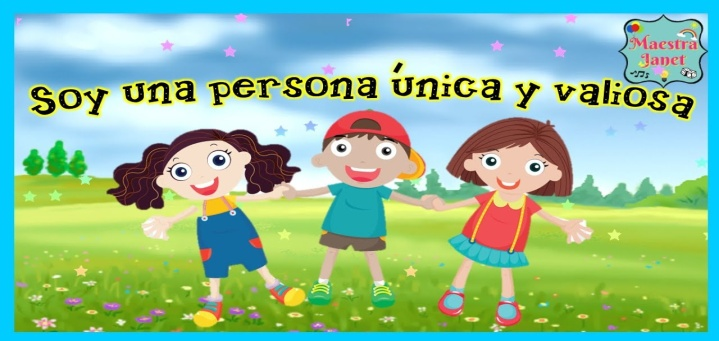 Maestra
Janet
Soy una persona única y valiosa